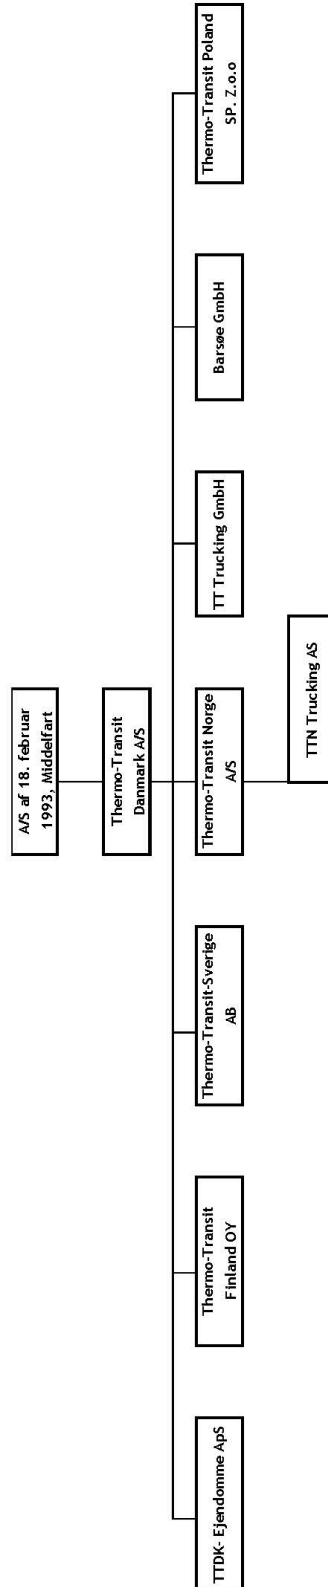 A/S af 18. februar
1993, Middelfart
Thermo-Transit
Danmark A/S
TTDK- Ejendomme ApS
Thermo-Transit
Finland OY
Thermo-Transit-Sverige
AB
Thermo-Transit Norge
A/S
TT Trucking GmbH
Barsøe GmbH
Thermo-Transit Poland
SP. Z.o.o
TTN Trucking AS